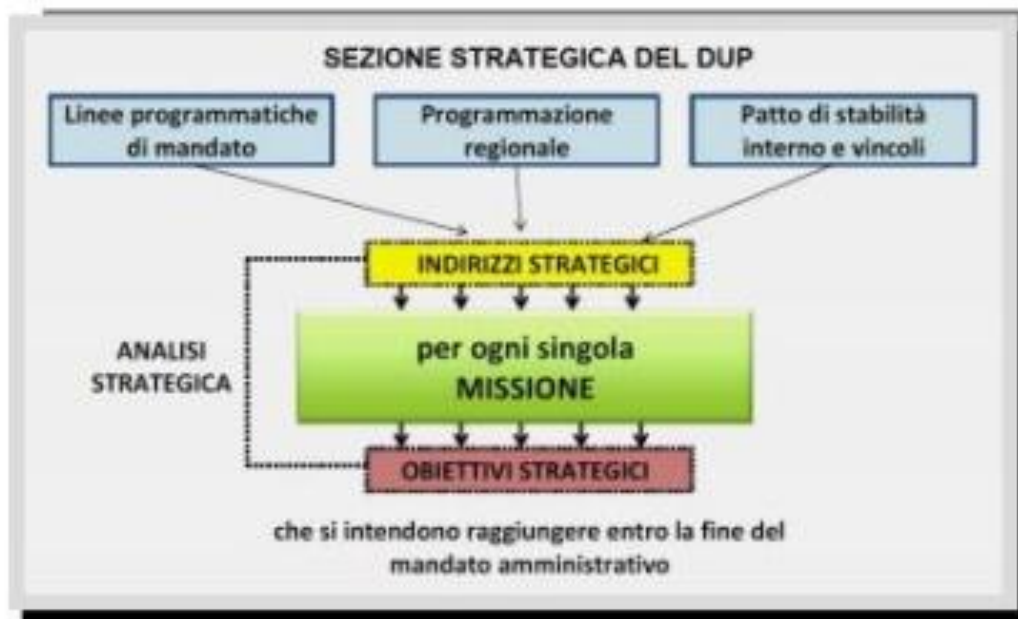 SEZIONE STRATEGICA DEL DUP
Linee programmatiche
di mandato
Programmazione
regionale
Patto di stabilità
interno e vincoli
INDIRIZZI STRATEGICI
ANALISI
STRATEGICA
per ogni singola
MISSIONE
OBIETTIVI STRATEGICI
che si intendono raggiungere entro la fine del
mandato amministrativo